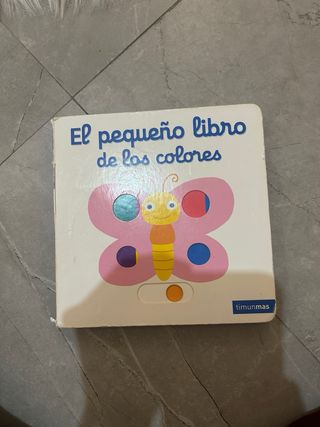 El pequeño libro
de los colores
timunmas